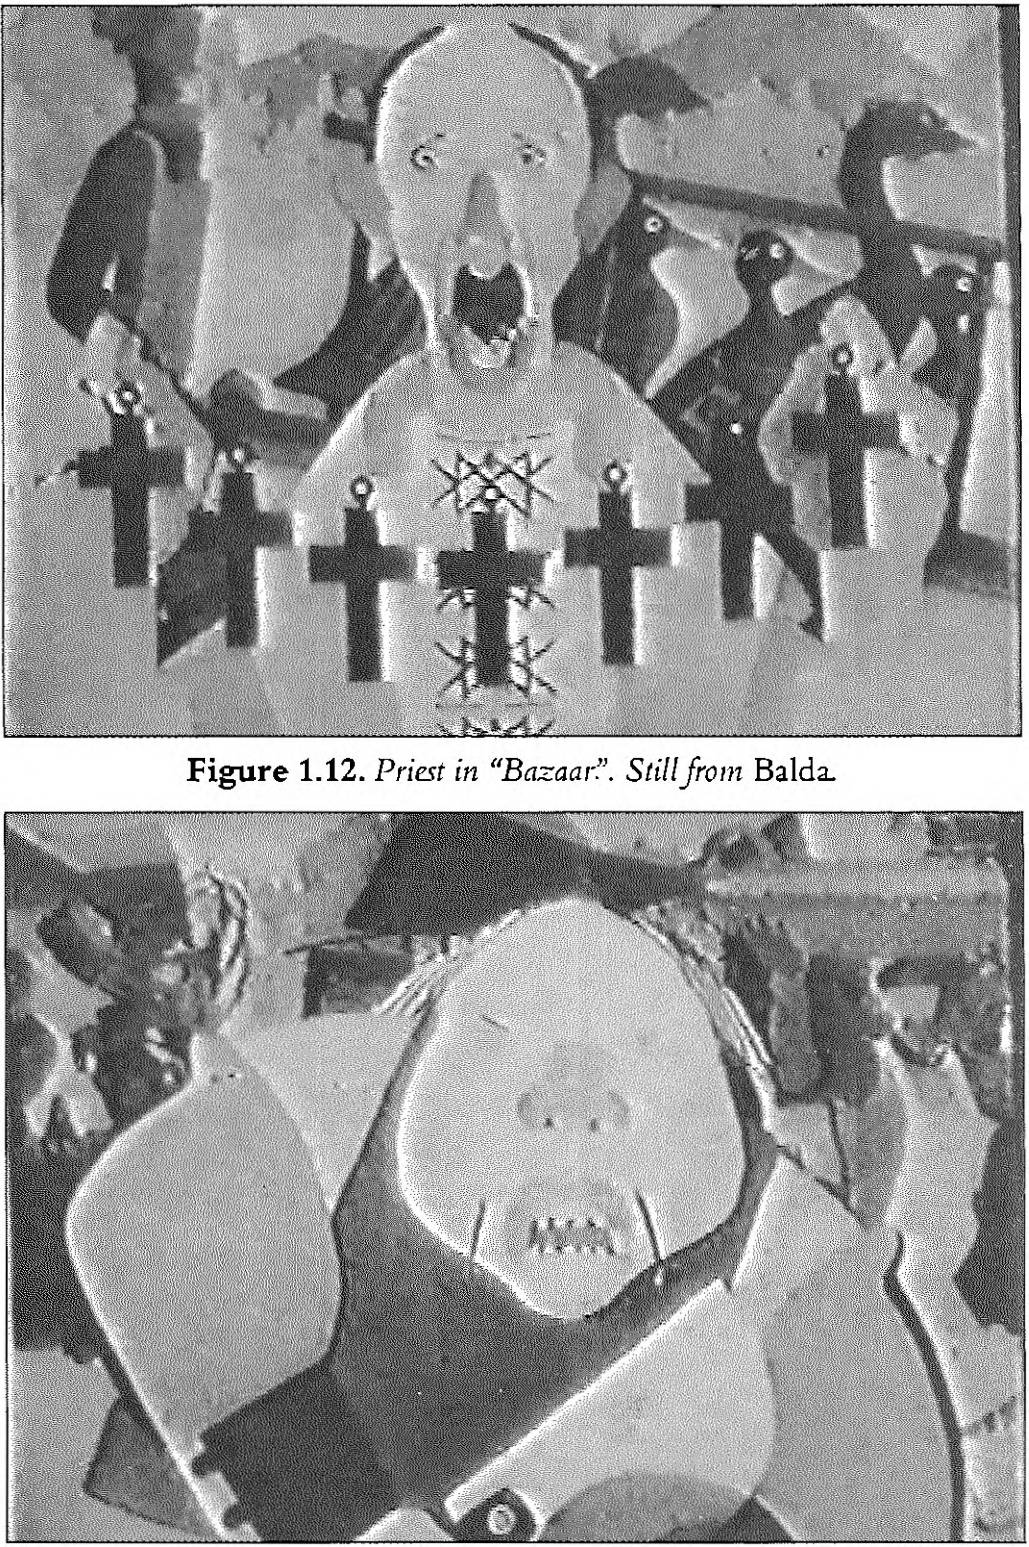 Figure 1.12. Priest in “Bazaar.”. Still from Balda.